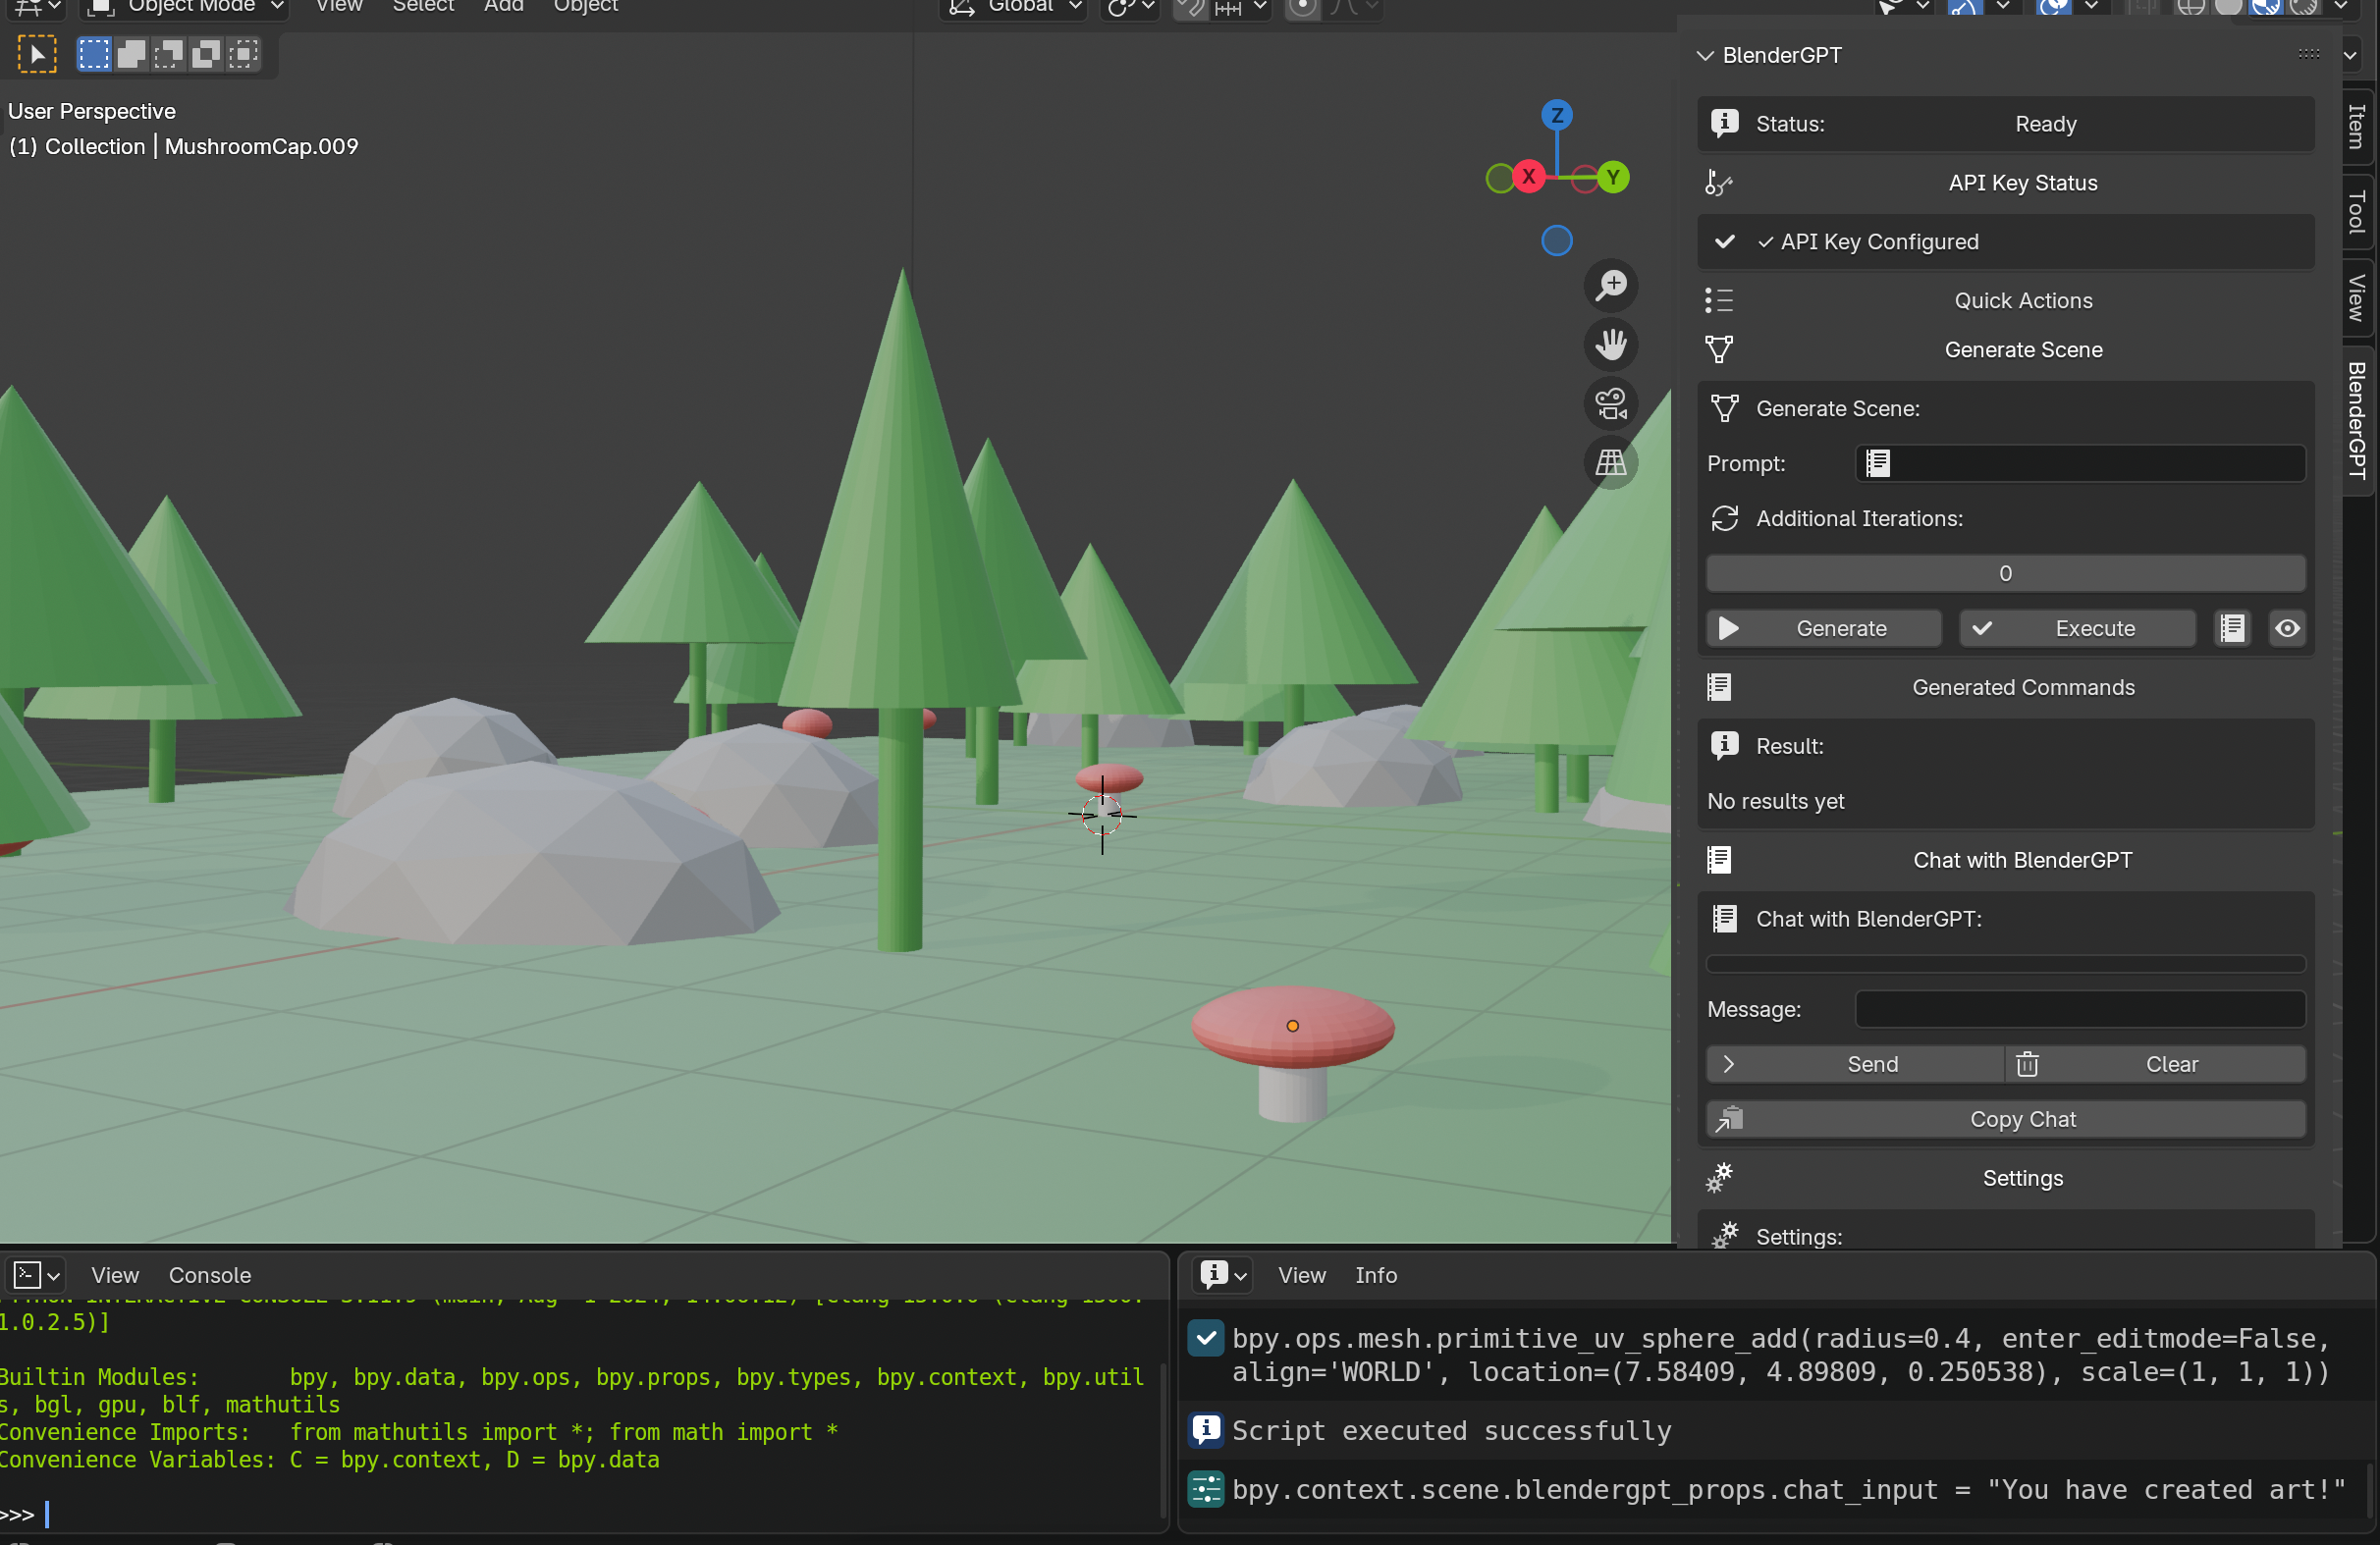 Object Mode
View
Select
Add
Object
Global
User Perspective
(1) Collection | MushroomCap.009
Z
X
Y
BlenderGPT
Status:
Ready
API Key Status
✓ API Key Configured
Quick Actions
Generate Scene
Generate Scene:
Prompt:
Additional Iterations:
0
Generate
Execute
Generated Commands
Result:
No results yet
Chat with BlenderGPT
Chat with BlenderGPT:
Message:
Send
Clear
Copy Chat
Settings
Settings:
Item
Tool
View
BlenderGPT
View
Console
1.0.2.5)]
Builtin Modules: bpy, bpy.data, bpy.ops, bpy.props, bpy.types, bpy.context, bpy.util
s, bgl, gpu, blf, mathutils
Convenience Imports: from mathutils import *; from math import *
Convenience Variables: C = bpy.context, D = bpy.data
>>>
View
Info
bpy.ops.mesh.primitive_uv_sphere_add(radius=0.4, enter_editmode=False,
align='WORLD', location=(7.58409, 4.89809, 0.250538), scale=(1, 1, 1))
Script executed successfully
bpy.context.scene.blendergpt_props.chat_input = "You have created art!"